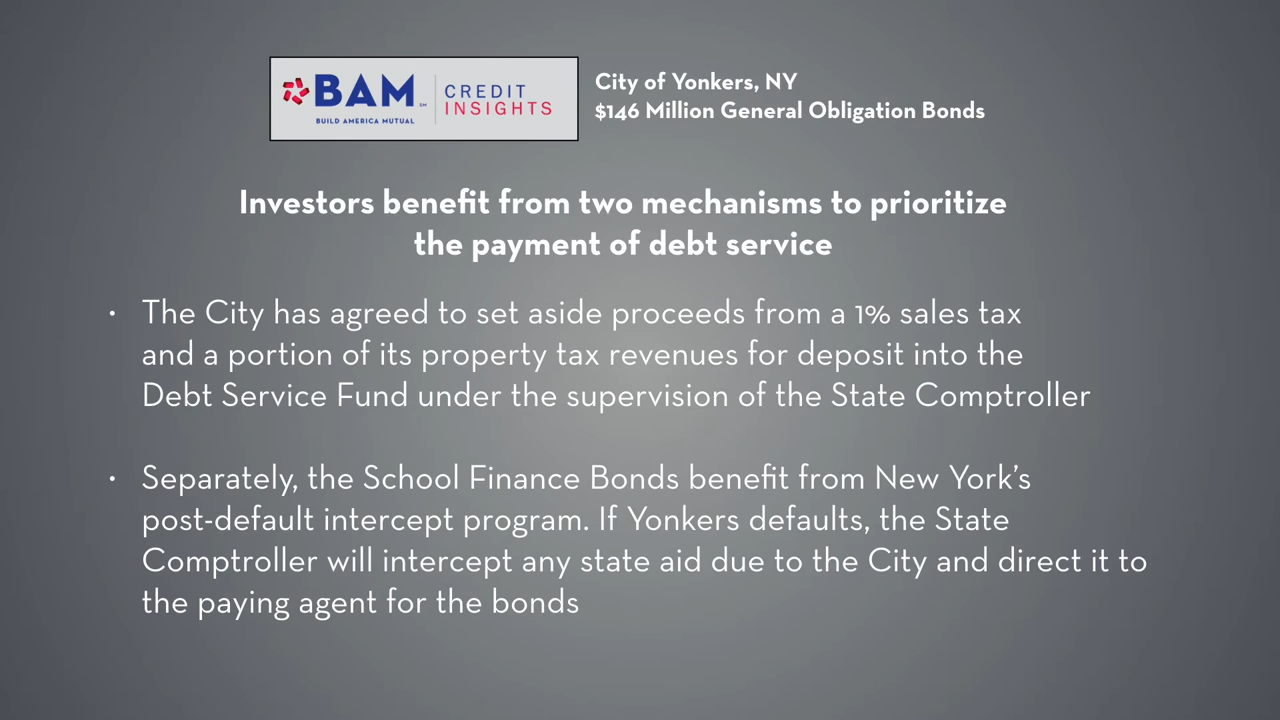 BAM SM
BUILD AMERICA MUTUAL
CREDIT
INSIGHTS
City of Yonkers, NY
$146 Million General Obligation Bonds
Investors benefit from two mechanisms to prioritize
the payment of debt service
• The City has agreed to set aside proceeds from a 1% sales tax
and a portion of its property tax revenues for deposit into the
Debt Service Fund under the supervision of the State Comptroller
• Separately, the School Finance Bonds benefit from New York’s
post-default intercept program. If Yonkers defaults, the State
Comptroller will intercept any state aid due to the City and direct it to
the paying agent for the bonds